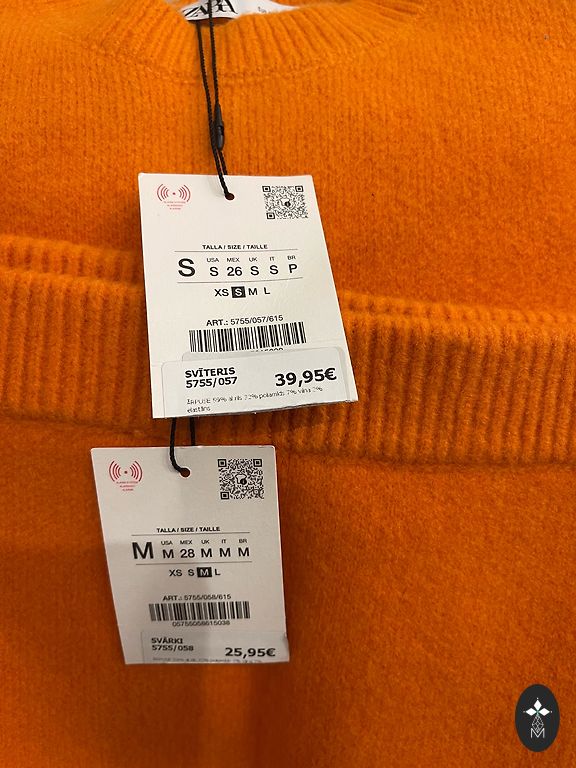 ZARA
TALLA / SIZE / TAILLE
USA MEX UK IT BR
S S 26 S S P
XS S M L
ART.: 5755/057/615
SVĪTERIS
5755/057
39,95€
TALLA / SIZE / TAILLE
USA MEX UK IT BR
M M 28 M M M
XS S M L
ART.: 5755/058/615
05755058615038
SVĀRKI
5755/058
25,95€
M